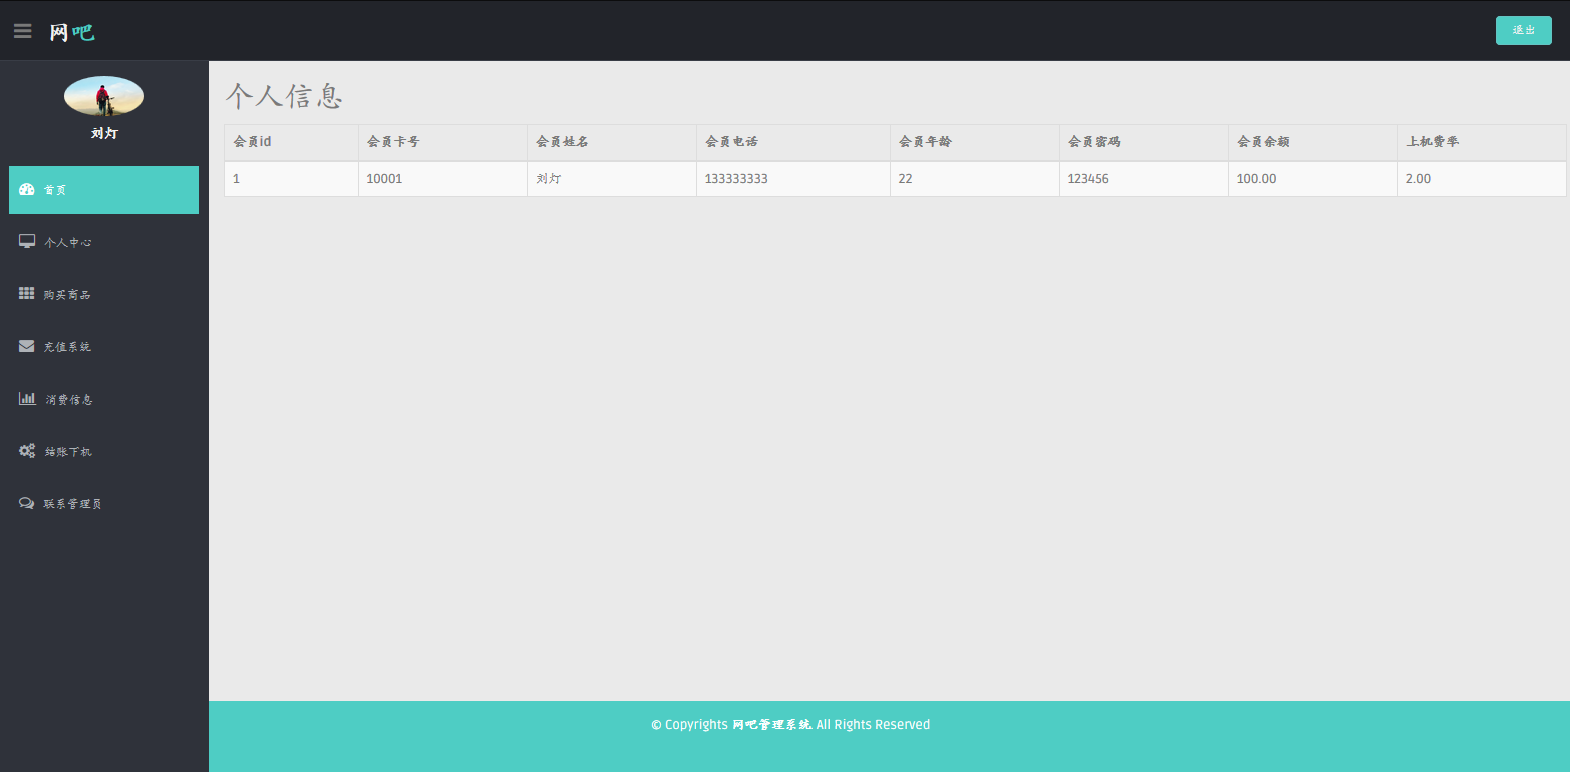 网吧
退出
刘灯
首页
个人中心
购买商品
充值系统
消费信息
结账下机
联系管理员
个人信息
会员id 会员卡号 会员姓名 会员电话 会员年龄 会员密码 会员余额 上机费率
1 10001 刘灯 133333333 22 123456 100.00 2.00
© Copyrights 网吧管理系统. All Rights Reserved